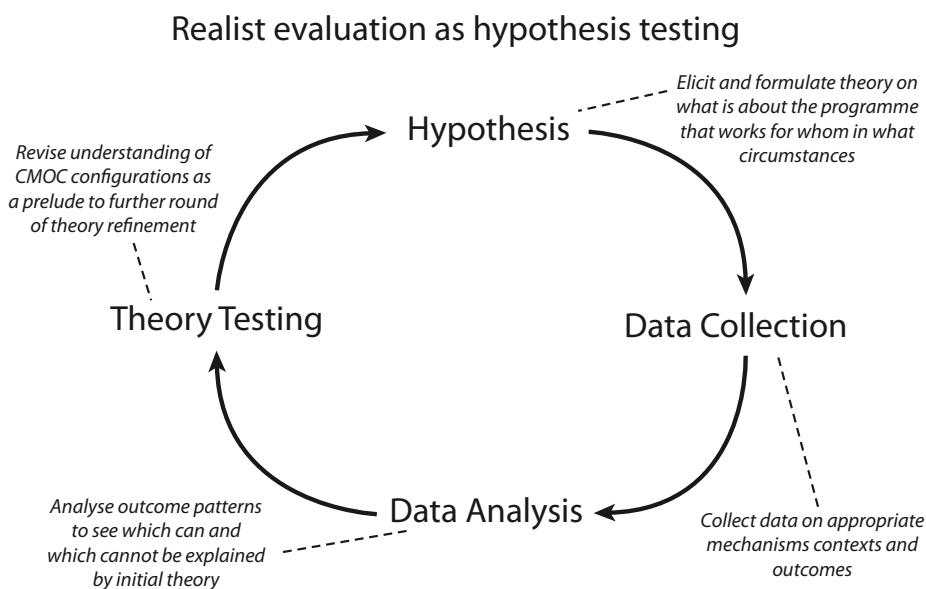 Realist evaluation as hypothesis testing
Hypothesis
Elicit and formulate theory on
what is about the programme
that works for whom in what
circumstances
Data Collection
Collect data on appropriate
mechanisms contexts and
outcomes
Data Analysis
Analyse outcome patterns
to see which can and
which cannot be explained
by initial theory
Theory Testing
Revise understanding of
CMOC configurations as
a prelude to further round
of theory refinement